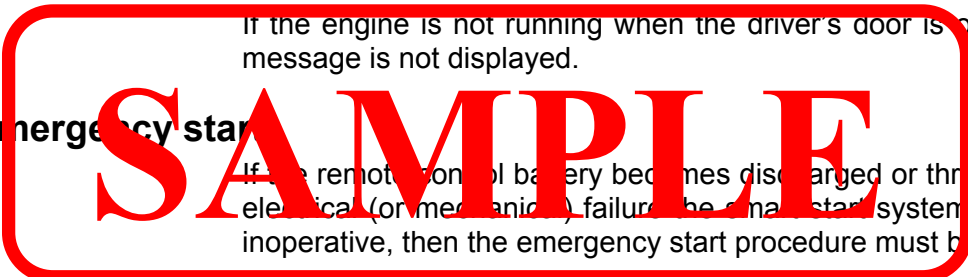 If the engine is not running when the driver's door is
message is not displayed.
SAMPLE
mergency start
If the remote control battery becomes discharged or
electrical (or mechanical) failure the smart start system
inoperative, then the emergency start procedure must